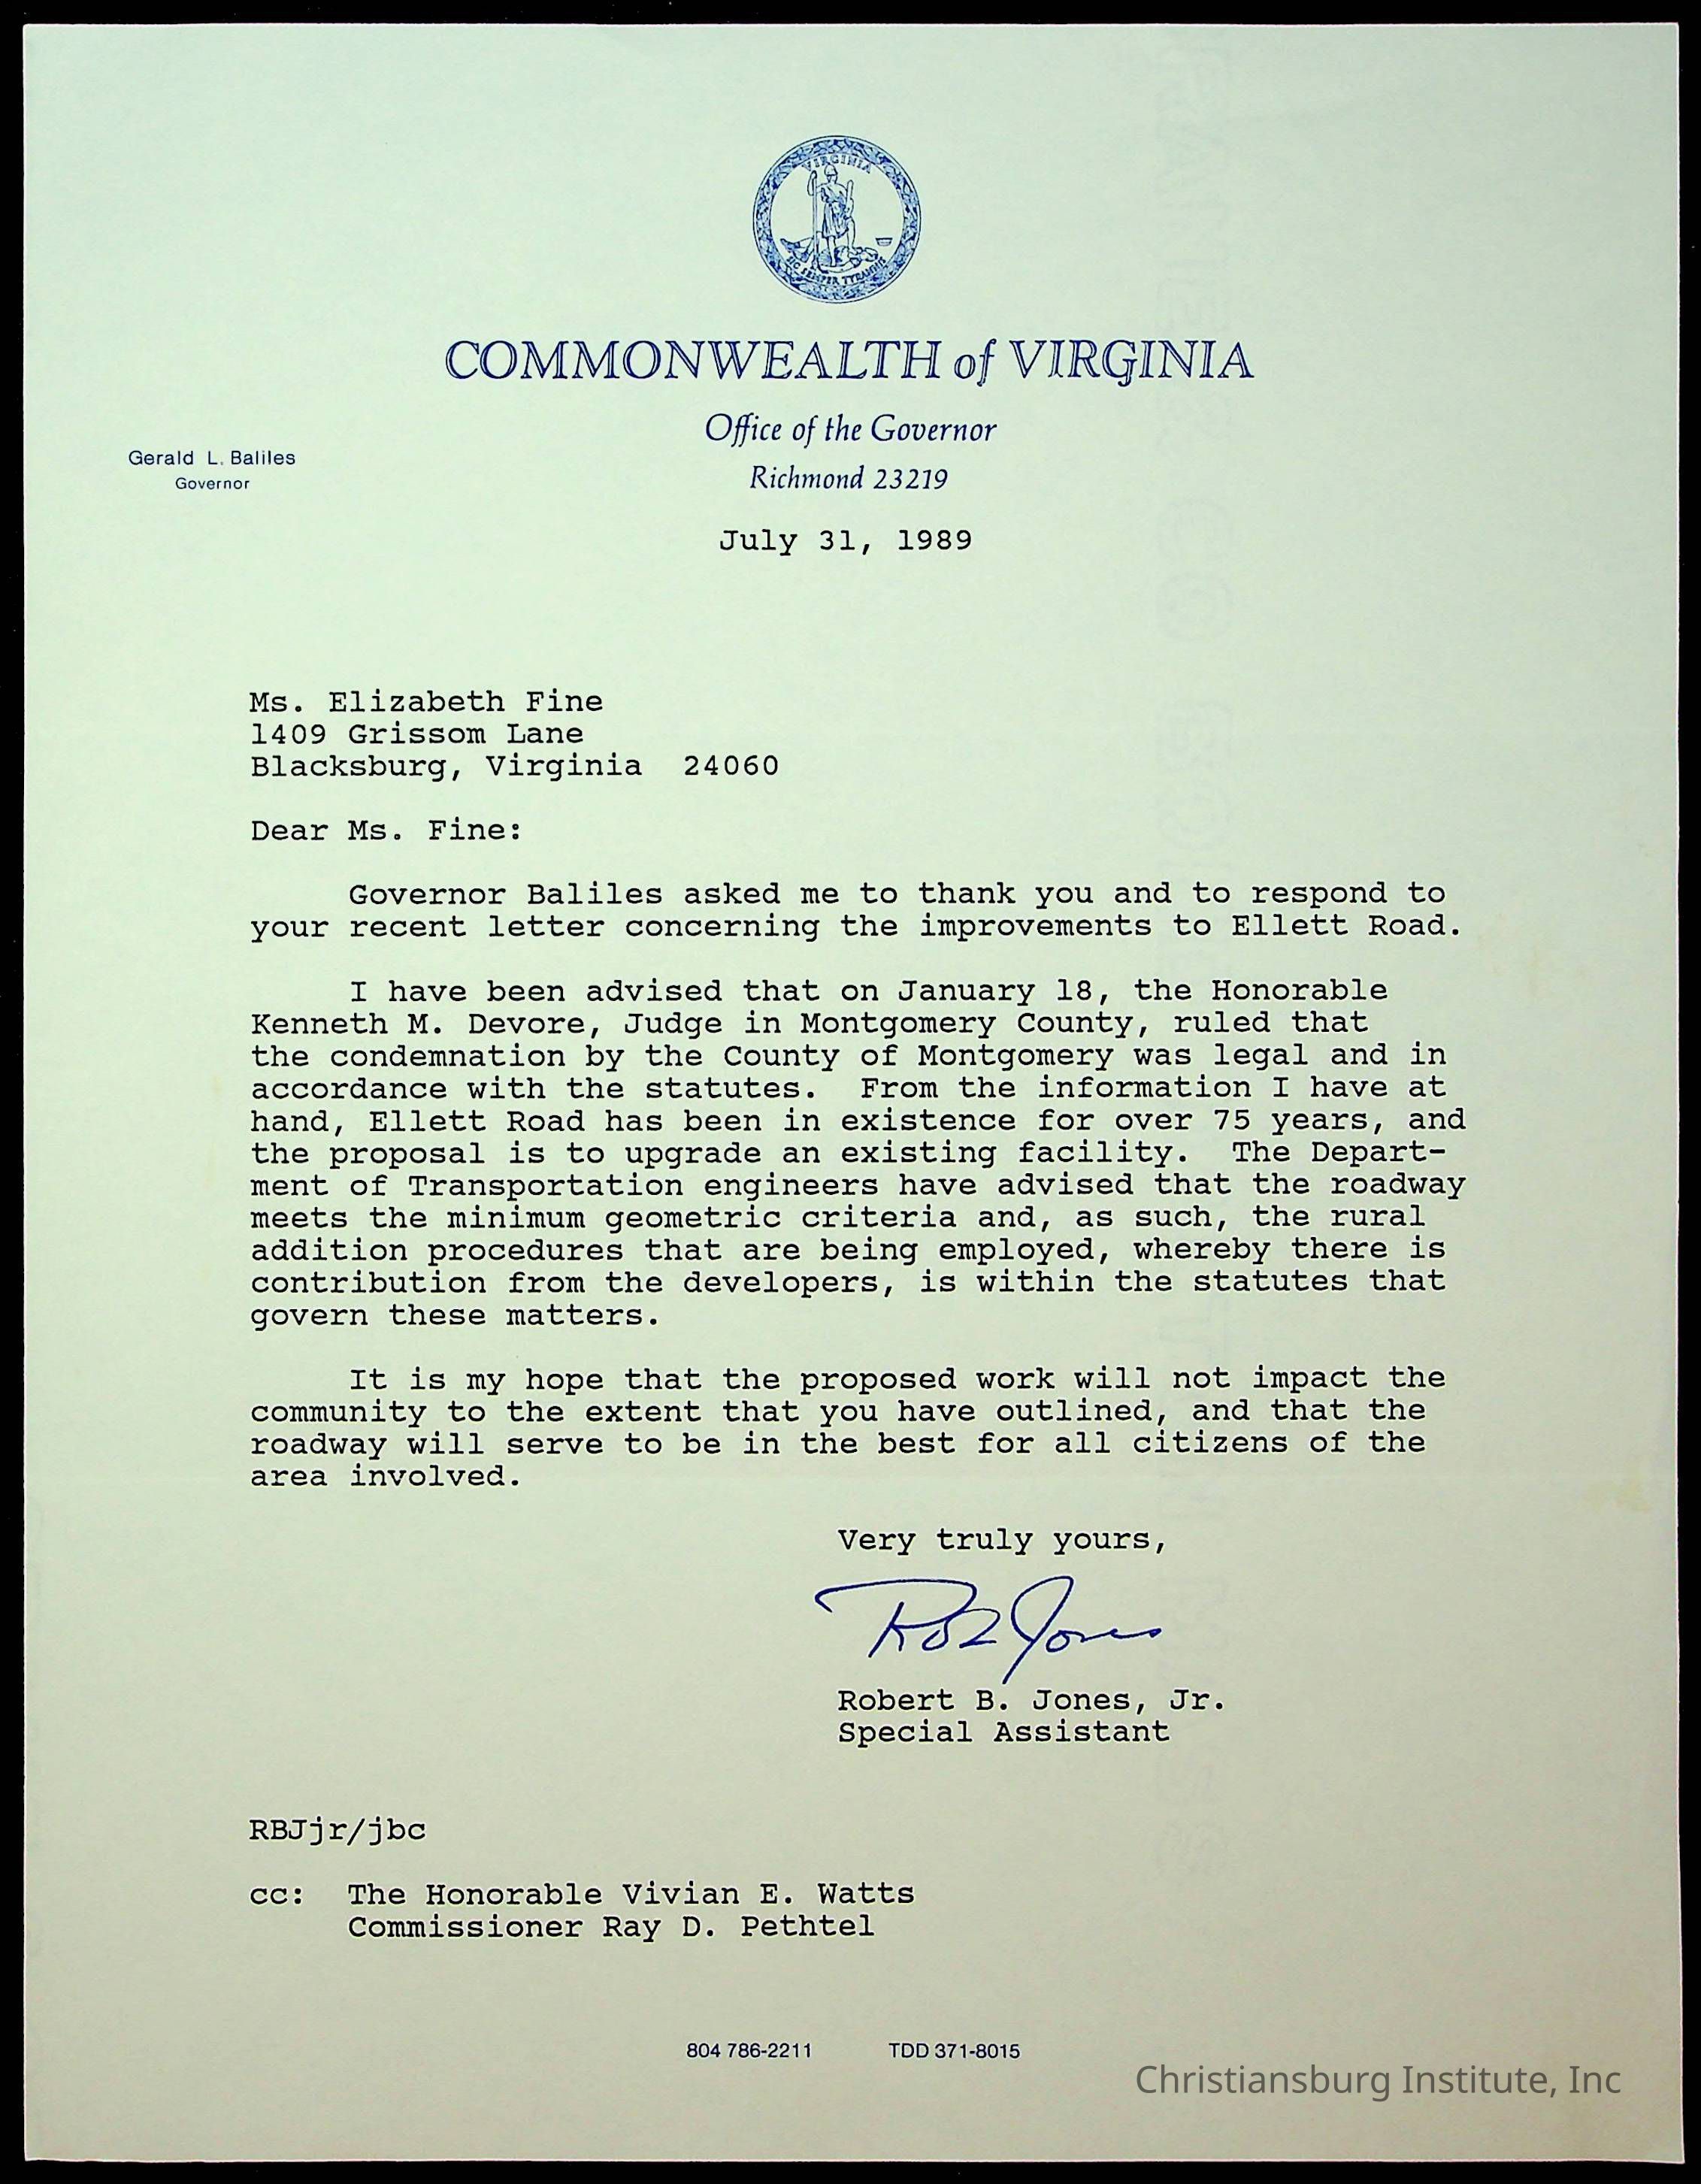 VIRGINIA
SIC SEMPER TYRANNIS
COMMONWEALTH of VIRGINIA
Office of the Governor
Gerald L. Baliles
Governor
Richmond 23219
July 31, 1989
Ms. Elizabeth Fine
1409 Grissom Lane
Blacksburg, Virginia  24060
Dear Ms. Fine:
Governor Baliles asked me to thank you and to respond to
your recent letter concerning the improvements to Ellett Road.
I have been advised that on January 18, the Honorable
Kenneth M. Devore, Judge in Montgomery County, ruled that
the condemnation by the County of Montgomery was legal and in
accordance with the statutes.  From the information I have at
hand, Ellett Road has been in existence for over 75 years, and
the proposal is to upgrade an existing facility.  The Depart-
ment of Transportation engineers have advised that the roadway
meets the minimum geometric criteria and, as such, the rural
addition procedures that are being employed, whereby there is
contribution from the developers, is within the statutes that
govern these matters.
It is my hope that the proposed work will not impact the
community to the extent that you have outlined, and that the
roadway will serve to be in the best for all citizens of the
area involved.
Very truly yours,
Rob Jones
Robert B. Jones, Jr.
Special Assistant
RBJjr/jbc
cc:  The Honorable Vivian E. Watts
Commissioner Ray D. Pethtel
804 786-2211    TDD 371-8015
Christiansburg Institute, Inc